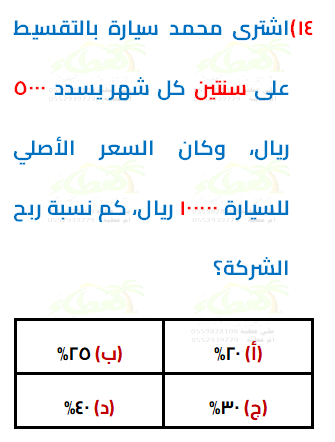 ١٤) اشترى محمد سيارة بالتقسيط
على سنتين كل شهر يسدد ٥٠٠٠
ريال، وكان السعر الأصلي
للسيارة ١٠٠٠٠٠ ريال، كم نسبة ربح
الشركة؟
(أ) ٢٠% (ب) ٢٥%
(ج) ٣٠% (د) ٤٠%